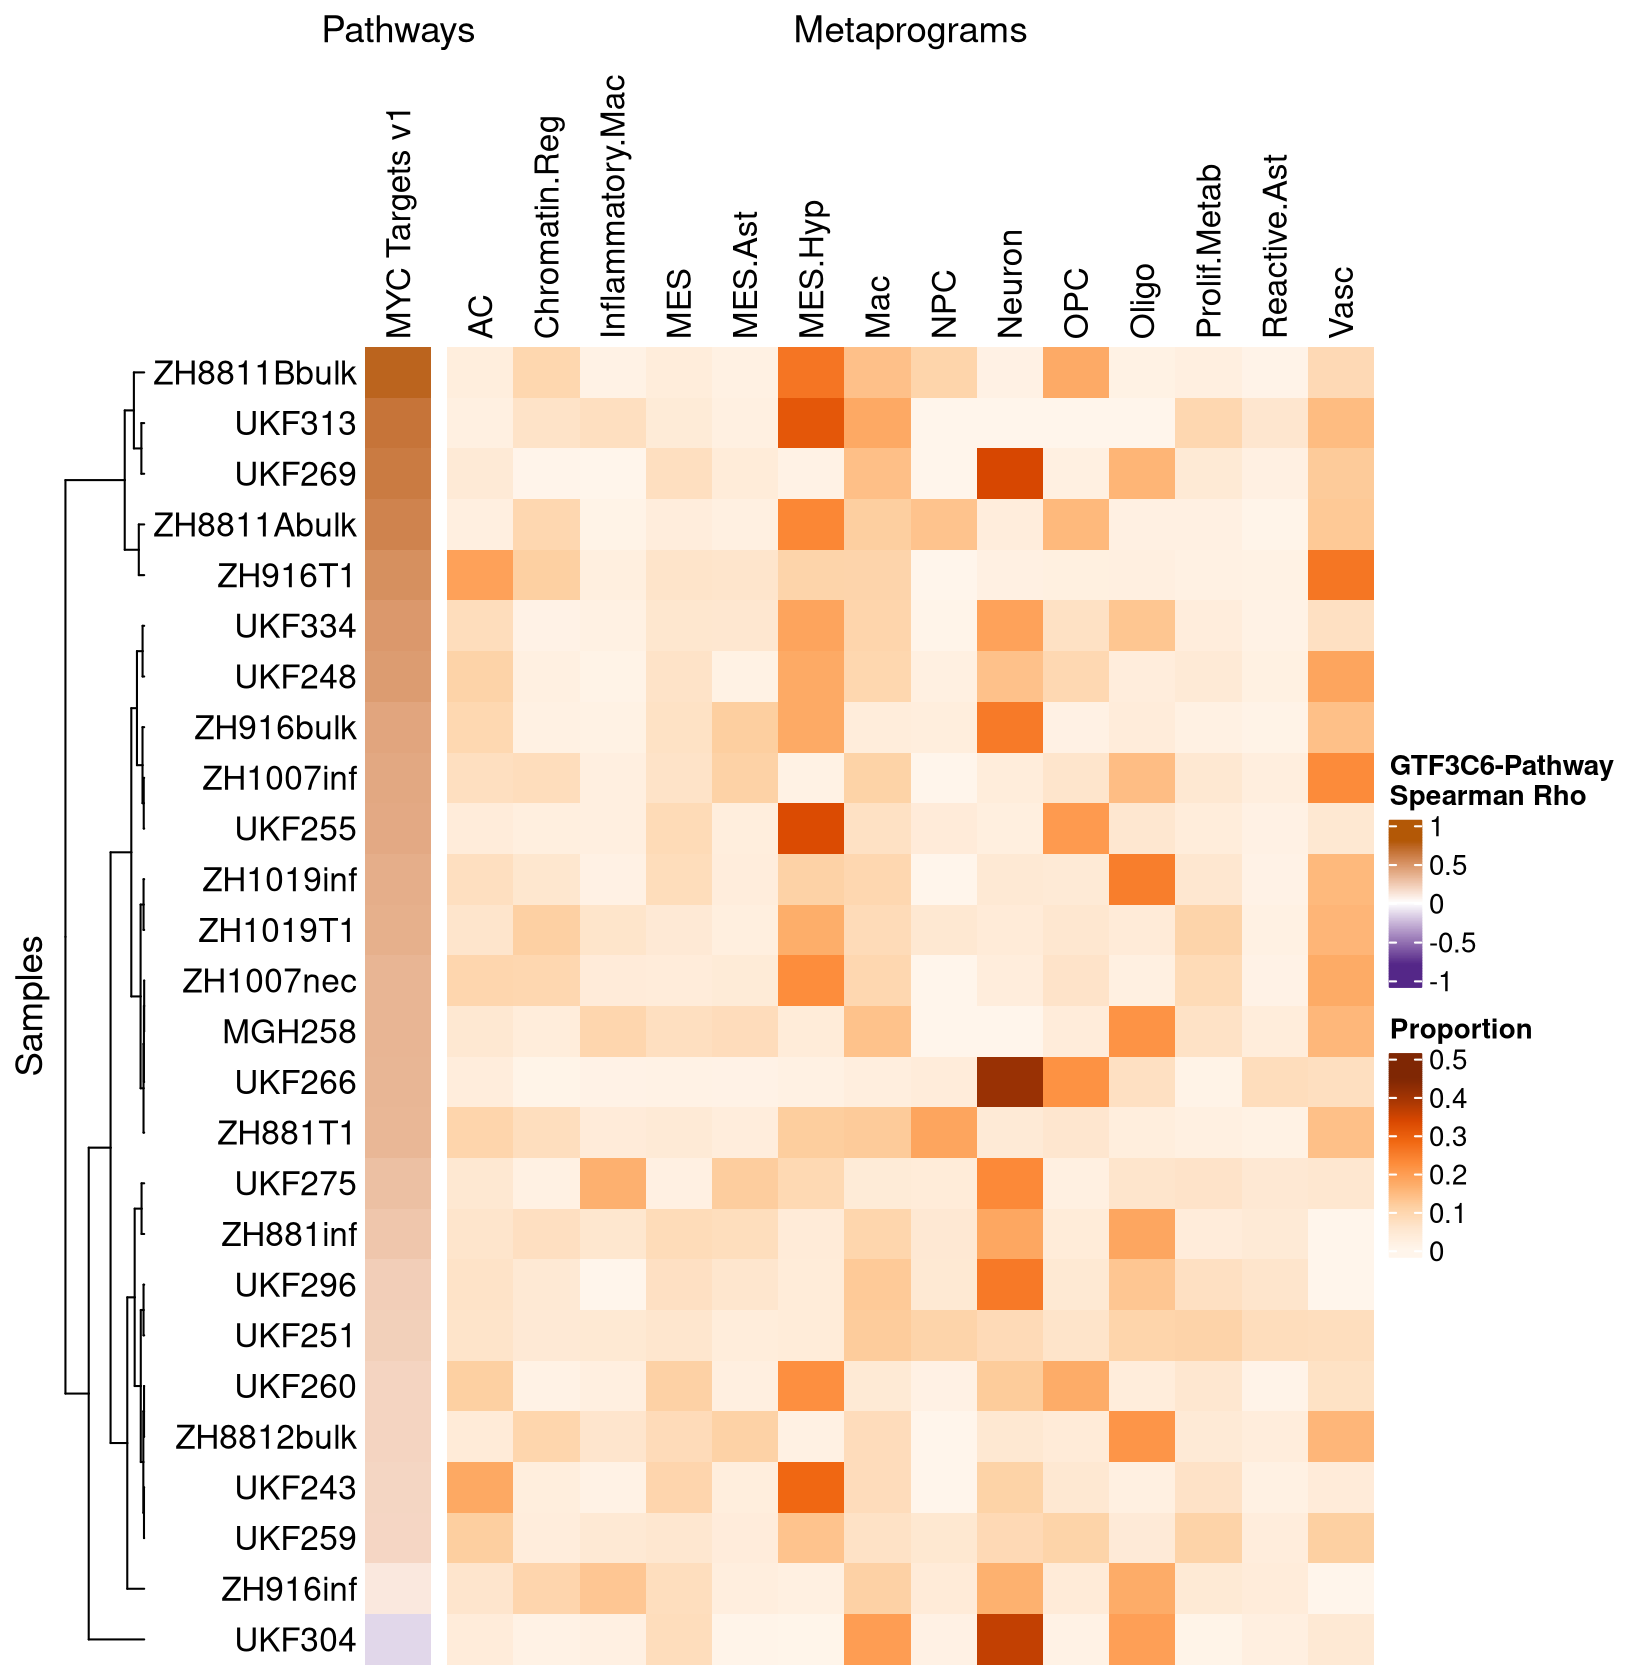 Pathways
Metaprograms
MYC Targets v1
AC
Chromatin.Reg
Inflammatory.Mac
MES
MES.Ast
MES.Hyp
Mac
NPC
Neuron
OPC
Oligo
Prolif.Metab
Reactive.Ast
Vasc
Samples
ZH8811Bbulk
UKF313
UKF269
ZH8811Abulk
ZH916T1
UKF334
UKF248
ZH916bulk
ZH1007inf
UKF255
ZH1019inf
ZH1019T1
ZH1007nec
MGH258
UKF266
ZH881T1
UKF275
ZH881inf
UKF296
UKF251
UKF260
ZH8812bulk
UKF243
UKF259
ZH916inf
UKF304
GTF3C6-Pathway
Spearman Rho
1
0.5
0
-0.5
-1
Proportion
0.5
0.4
0.3
0.2
0.1
0